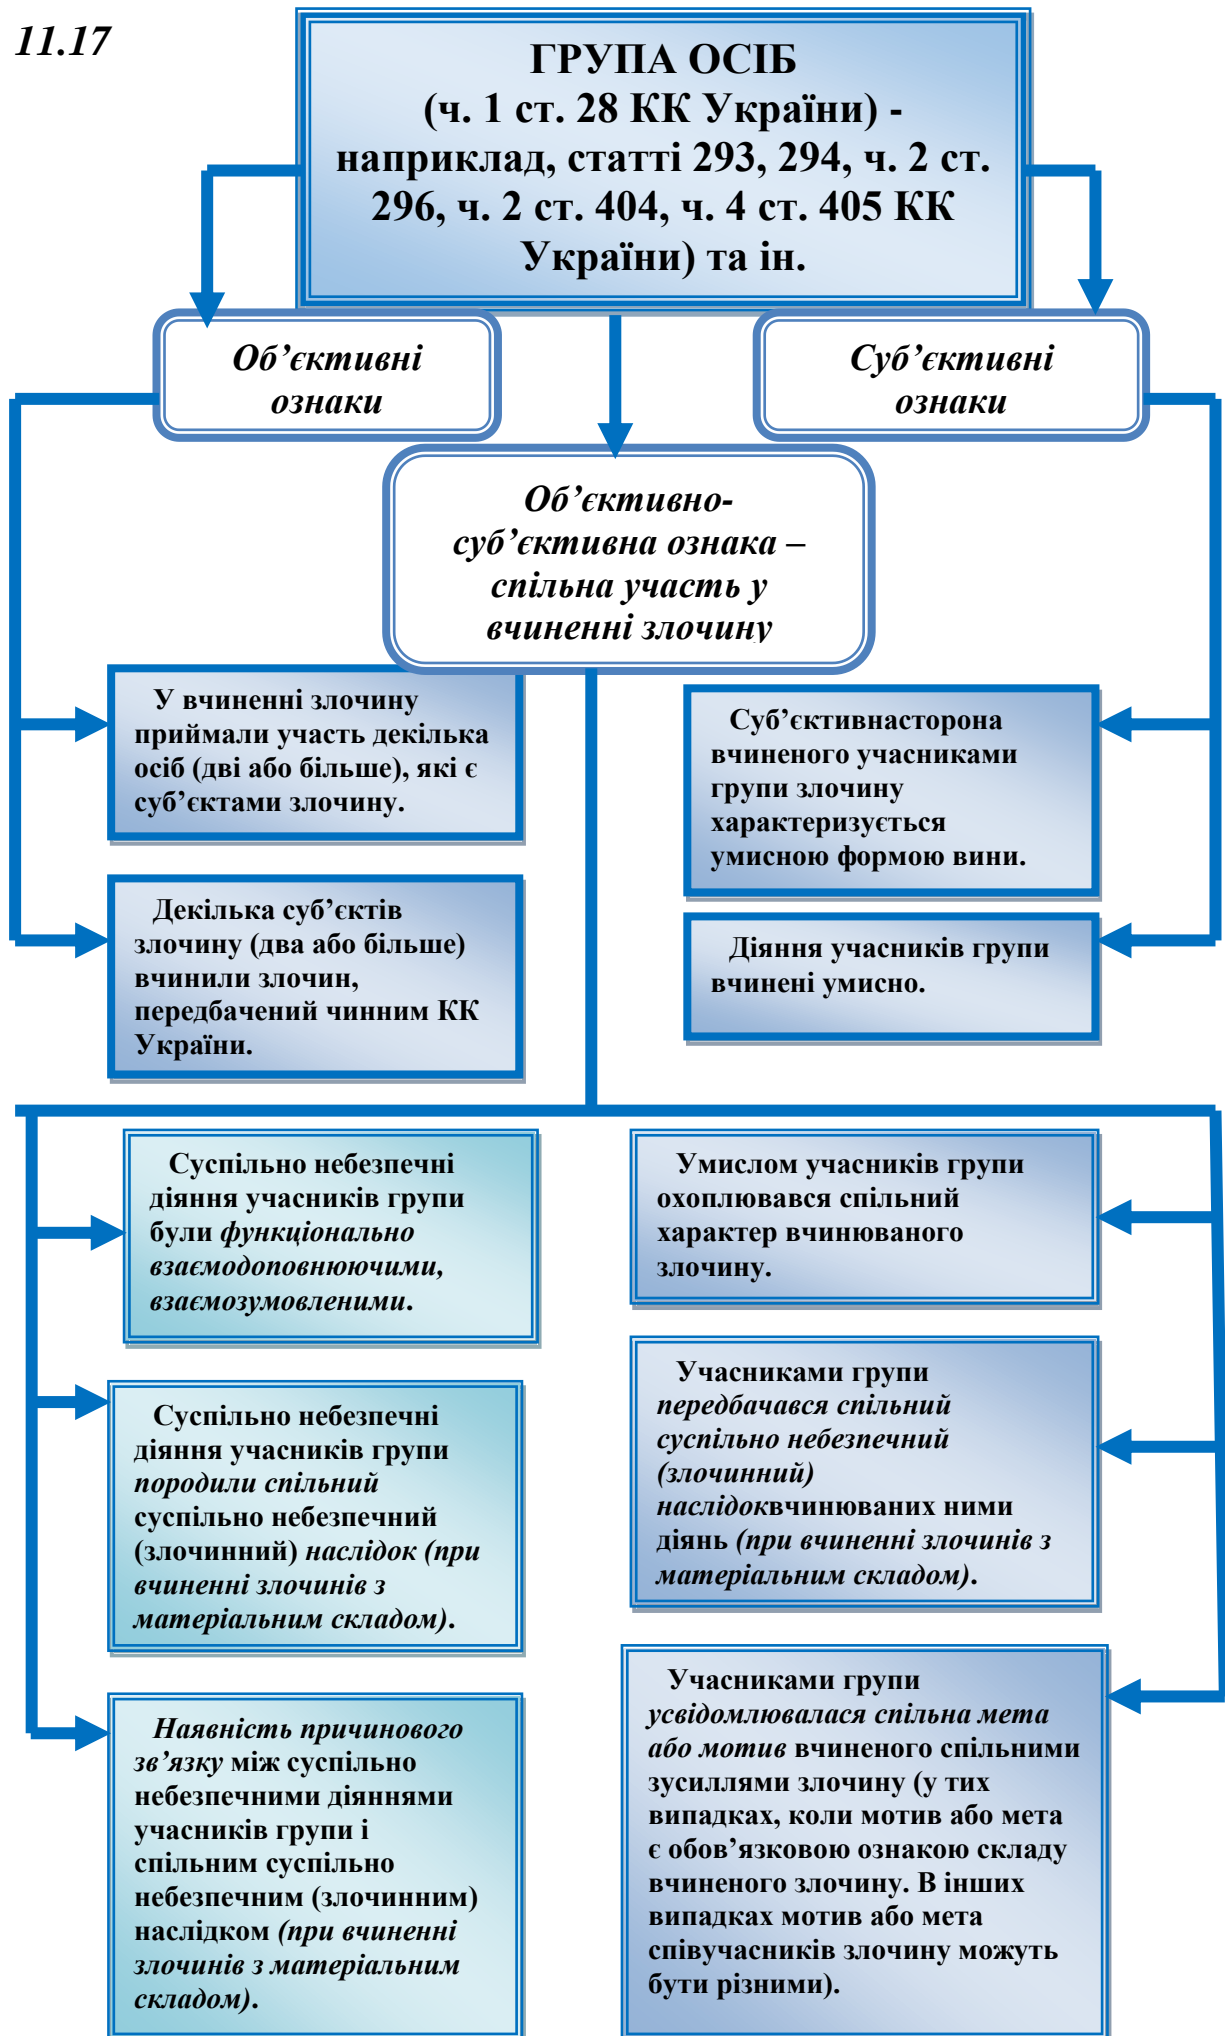 11.17
ГРУПА ОСІБ
(ч. 1 ст. 28 КК України) -
наприклад, статті 293, 294, ч. 2 ст.
296, ч. 2 ст. 404, ч. 4 ст. 405 КК
України) та ін.
Об’єктивні
ознаки
Суб’єктивні
ознаки
Об’єктивно-
суб’єктивна ознака –
спільна участь у
вчиненні злочину
У вчиненні злочину
приймали участь декілька
осіб (дві або більше), які є
суб’єктами злочину.
Декілька суб’єктів
злочину (два або більше)
вчинили злочин,
передбачений чинним КК
України.
Суб’єктивнасторона
вчиненого учасниками
групи злочину
характеризується
умисною формою вини.
Діяння учасників групи
вчинені умисно.
Суспільно небезпечні
діяння учасників групи
були функціонально
взаємодоповнюючими,
взаємозумовленими.
Суспільно небезпечні
діяння учасників групи
породили спільний
суспільно небезпечний
(злочинний) наслідок (при
вчиненні злочинів з
матеріальним складом).
Наявність причинового
зв’язку між суспільно
небезпечними діяннями
учасників групи і
спільним суспільно
небезпечним (злочинним)
наслідком (при вчиненні
злочинів з матеріальним
складом).
Умислом учасників групи
охоплювався спільний
характер вчинюваного
злочину.
Учасниками групи
передбачався спільний
суспільно небезпечний
(злочинний)
наслідоквчинюваних ними
діянь (при вчиненні злочинів з
матеріальним складом).
Учасниками групи
усвідомлювалася спільна мета
або мотив вчиненого спільними
зусиллями злочину (у тих
випадках, коли мотив або мета
є обов’язковою ознакою складу
вчиненого злочину. В інших
випадках мотив або мета
співучасників злочину можуть
бути різними).